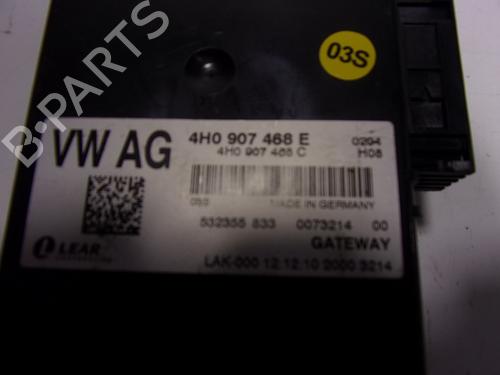 03S
VW AG
4H0 907 468 E 0294
4H0 907 468 C H08
MADE IN GERMANY
532355 833 0073214 00
LEAR GATEWAY
LAK-000 12.12.10 2000 3214
B-PARTS